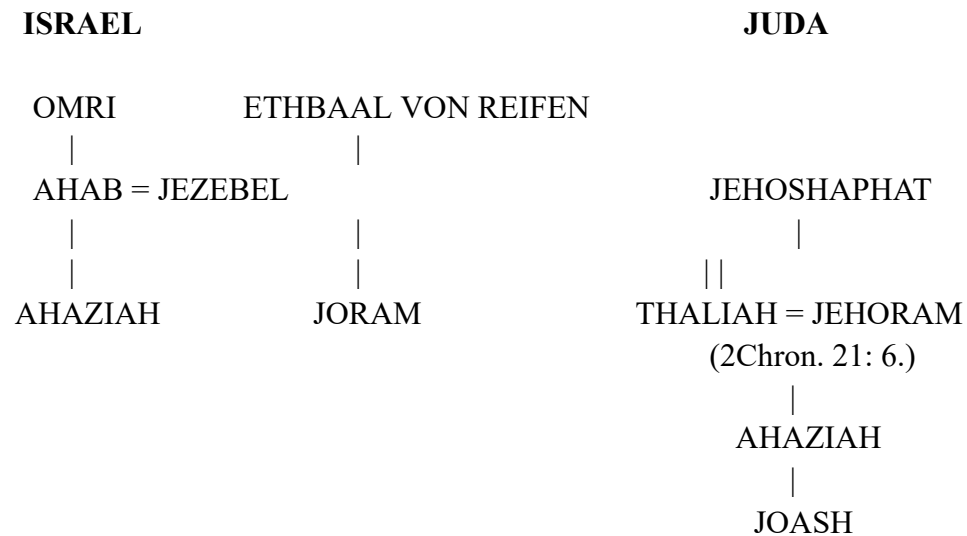 ISRAEL JUDA
OMRI ETHBAAL VON REIFEN
| |
AHAB = JEZEBEL JEHOSHAPHAT
| | |
| | | |
AHAZIAH JORAM THALIAH = JEHORAM
(2Chron. 21: 6.)
|
AHAZIAH
|
JOASH